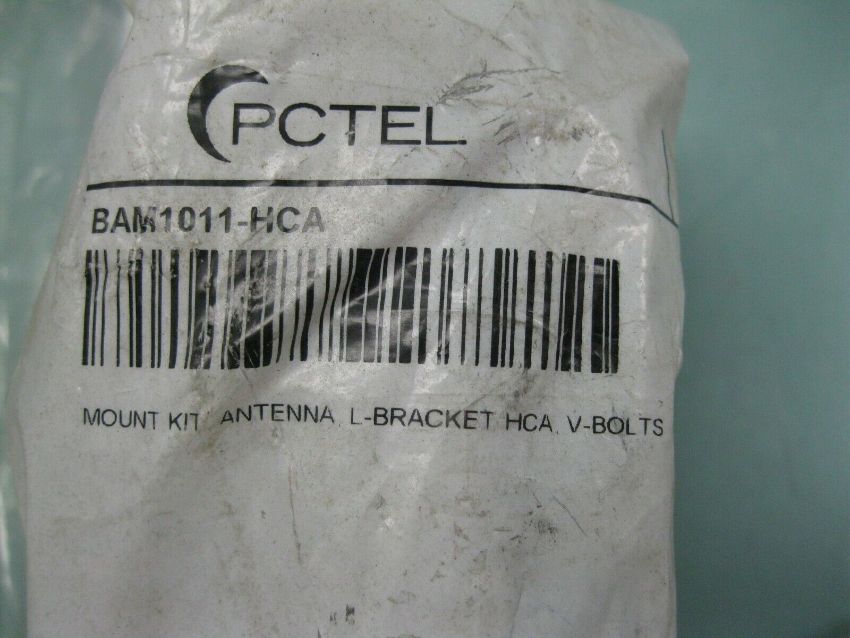 PCTEL
BAM1011-HCA
MOUNT KIT, ANTENNA, L-BRACKET HCA, V-BOLTS